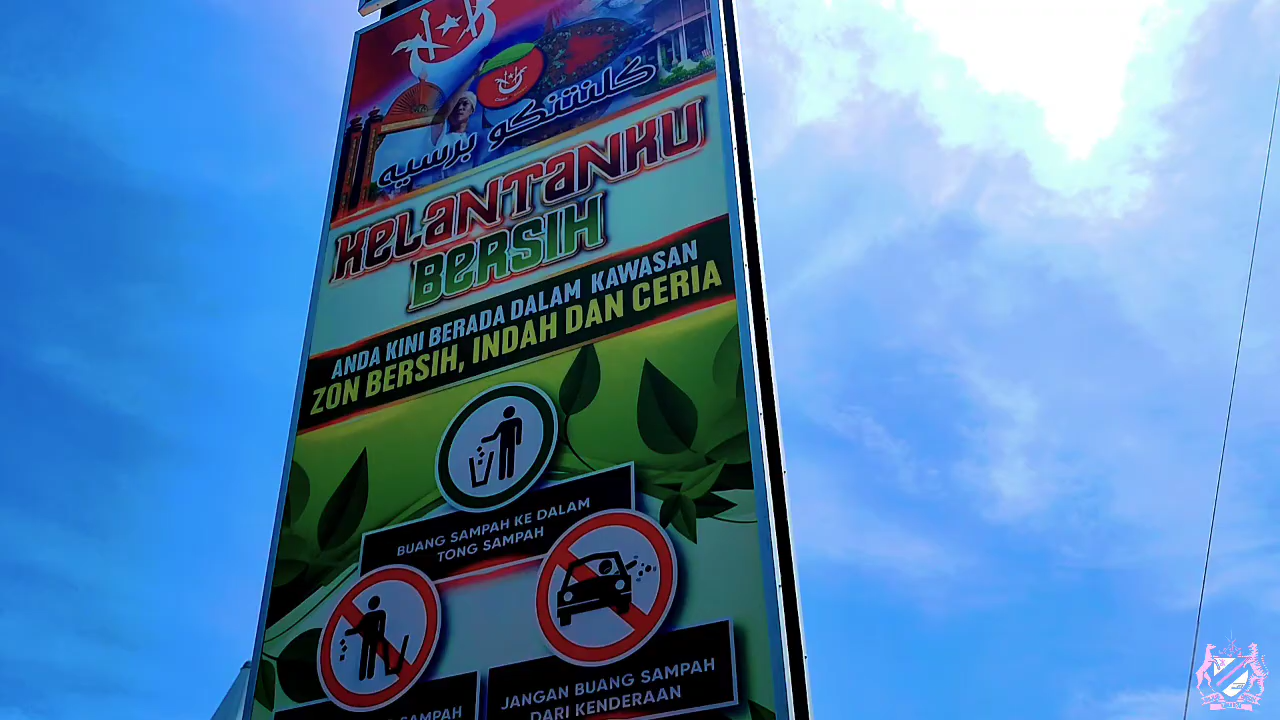 كلنتنكو برسيه
KELANTANKU
BERSIH
ANDA KINI BERADA DALAM KAWASAN
ZON BERSIH, INDAH DAN CERIA
BUANG SAMPAH KE DALAM
TONG SAMPAH
SAMPAH
JANGAN BUANG SAMPAH
DARI KENDERAAN